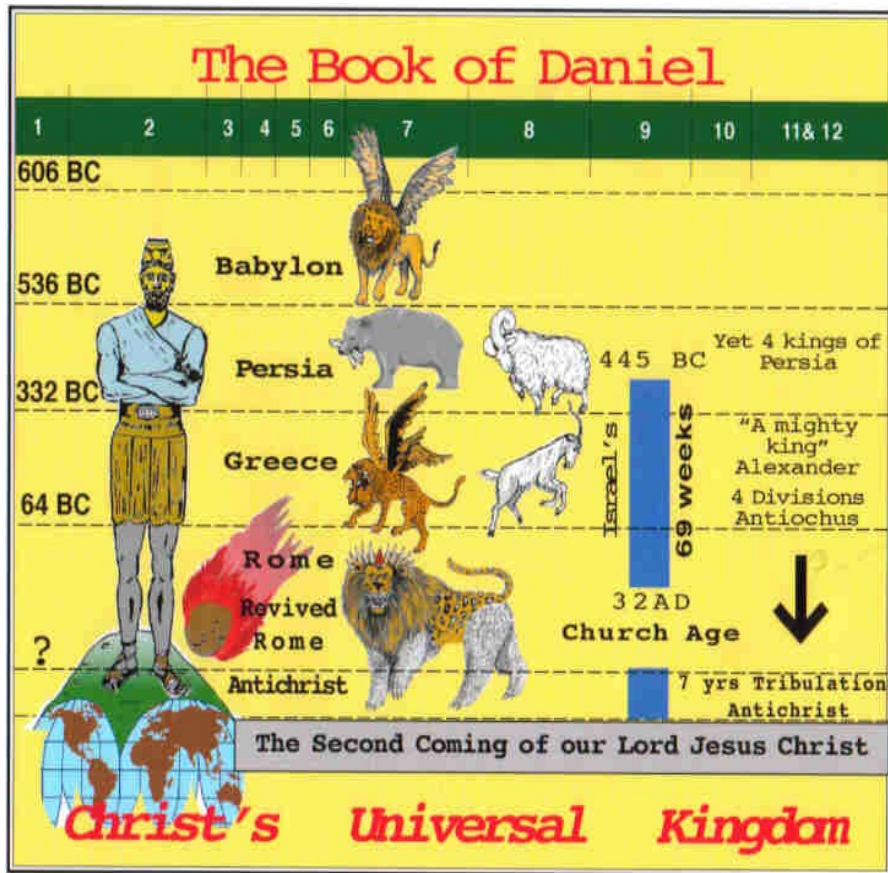 The Book of Daniel
1 2 3 4 5 6 7 8 9 10 11& 12
606 BC
Babylon
536 BC
Persia
445 BC
Yet 4 kings of
Persia
332 BC
Greece
Israel's
69 weeks
"A mighty
king"
Alexander
4 Divisions
Antiochus
64 BC
Rome
Revived
Rome
32AD
Church Age
?
Antichrist
7 yrs Tribulation
Antichrist
The Second Coming of our Lord Jesus Christ
Christ's Universal Kingdom